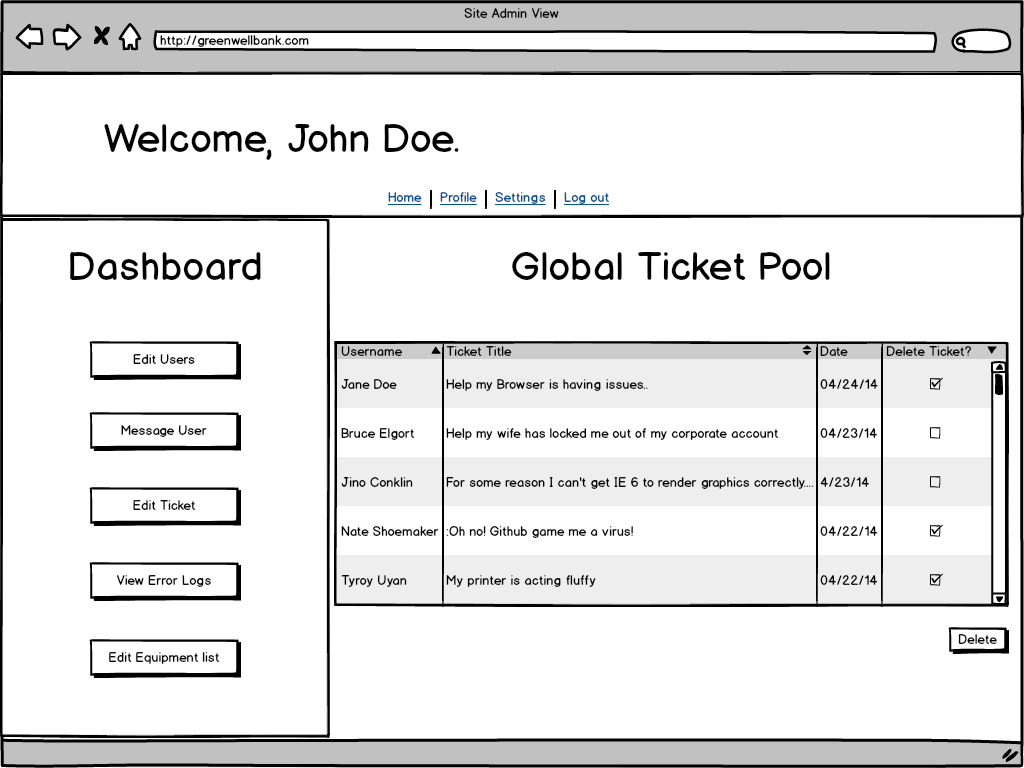 Site Admin View
http://greenwellbank.com
Welcome, John Doe.
Home Profile Settings Log out
Dashboard
Edit Users
Message User
Edit Ticket
View Error Logs
Edit Equipment list
Global Ticket Pool
Username Ticket Title Date Delete Ticket?
Jane Doe Help my Browser is having issues.. 04/24/14
Bruce Elgort Help my wife has locked me out of my corporate account 04/23/14
Jino Conklin For some reason I can't get IE 6 to render graphics correctly.... 4/23/14
Nate Shoemaker :Oh no! Github game me a virus! 04/22/14
Tyroy Uyan My printer is acting fluffy 04/22/14
Delete